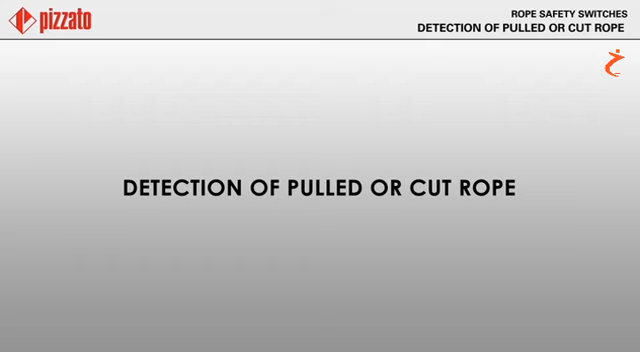 pizzato
ROPE SAFETY SWITCHES
DETECTION OF PULLED OR CUT ROPE
DETECTION OF PULLED OR CUT ROPE